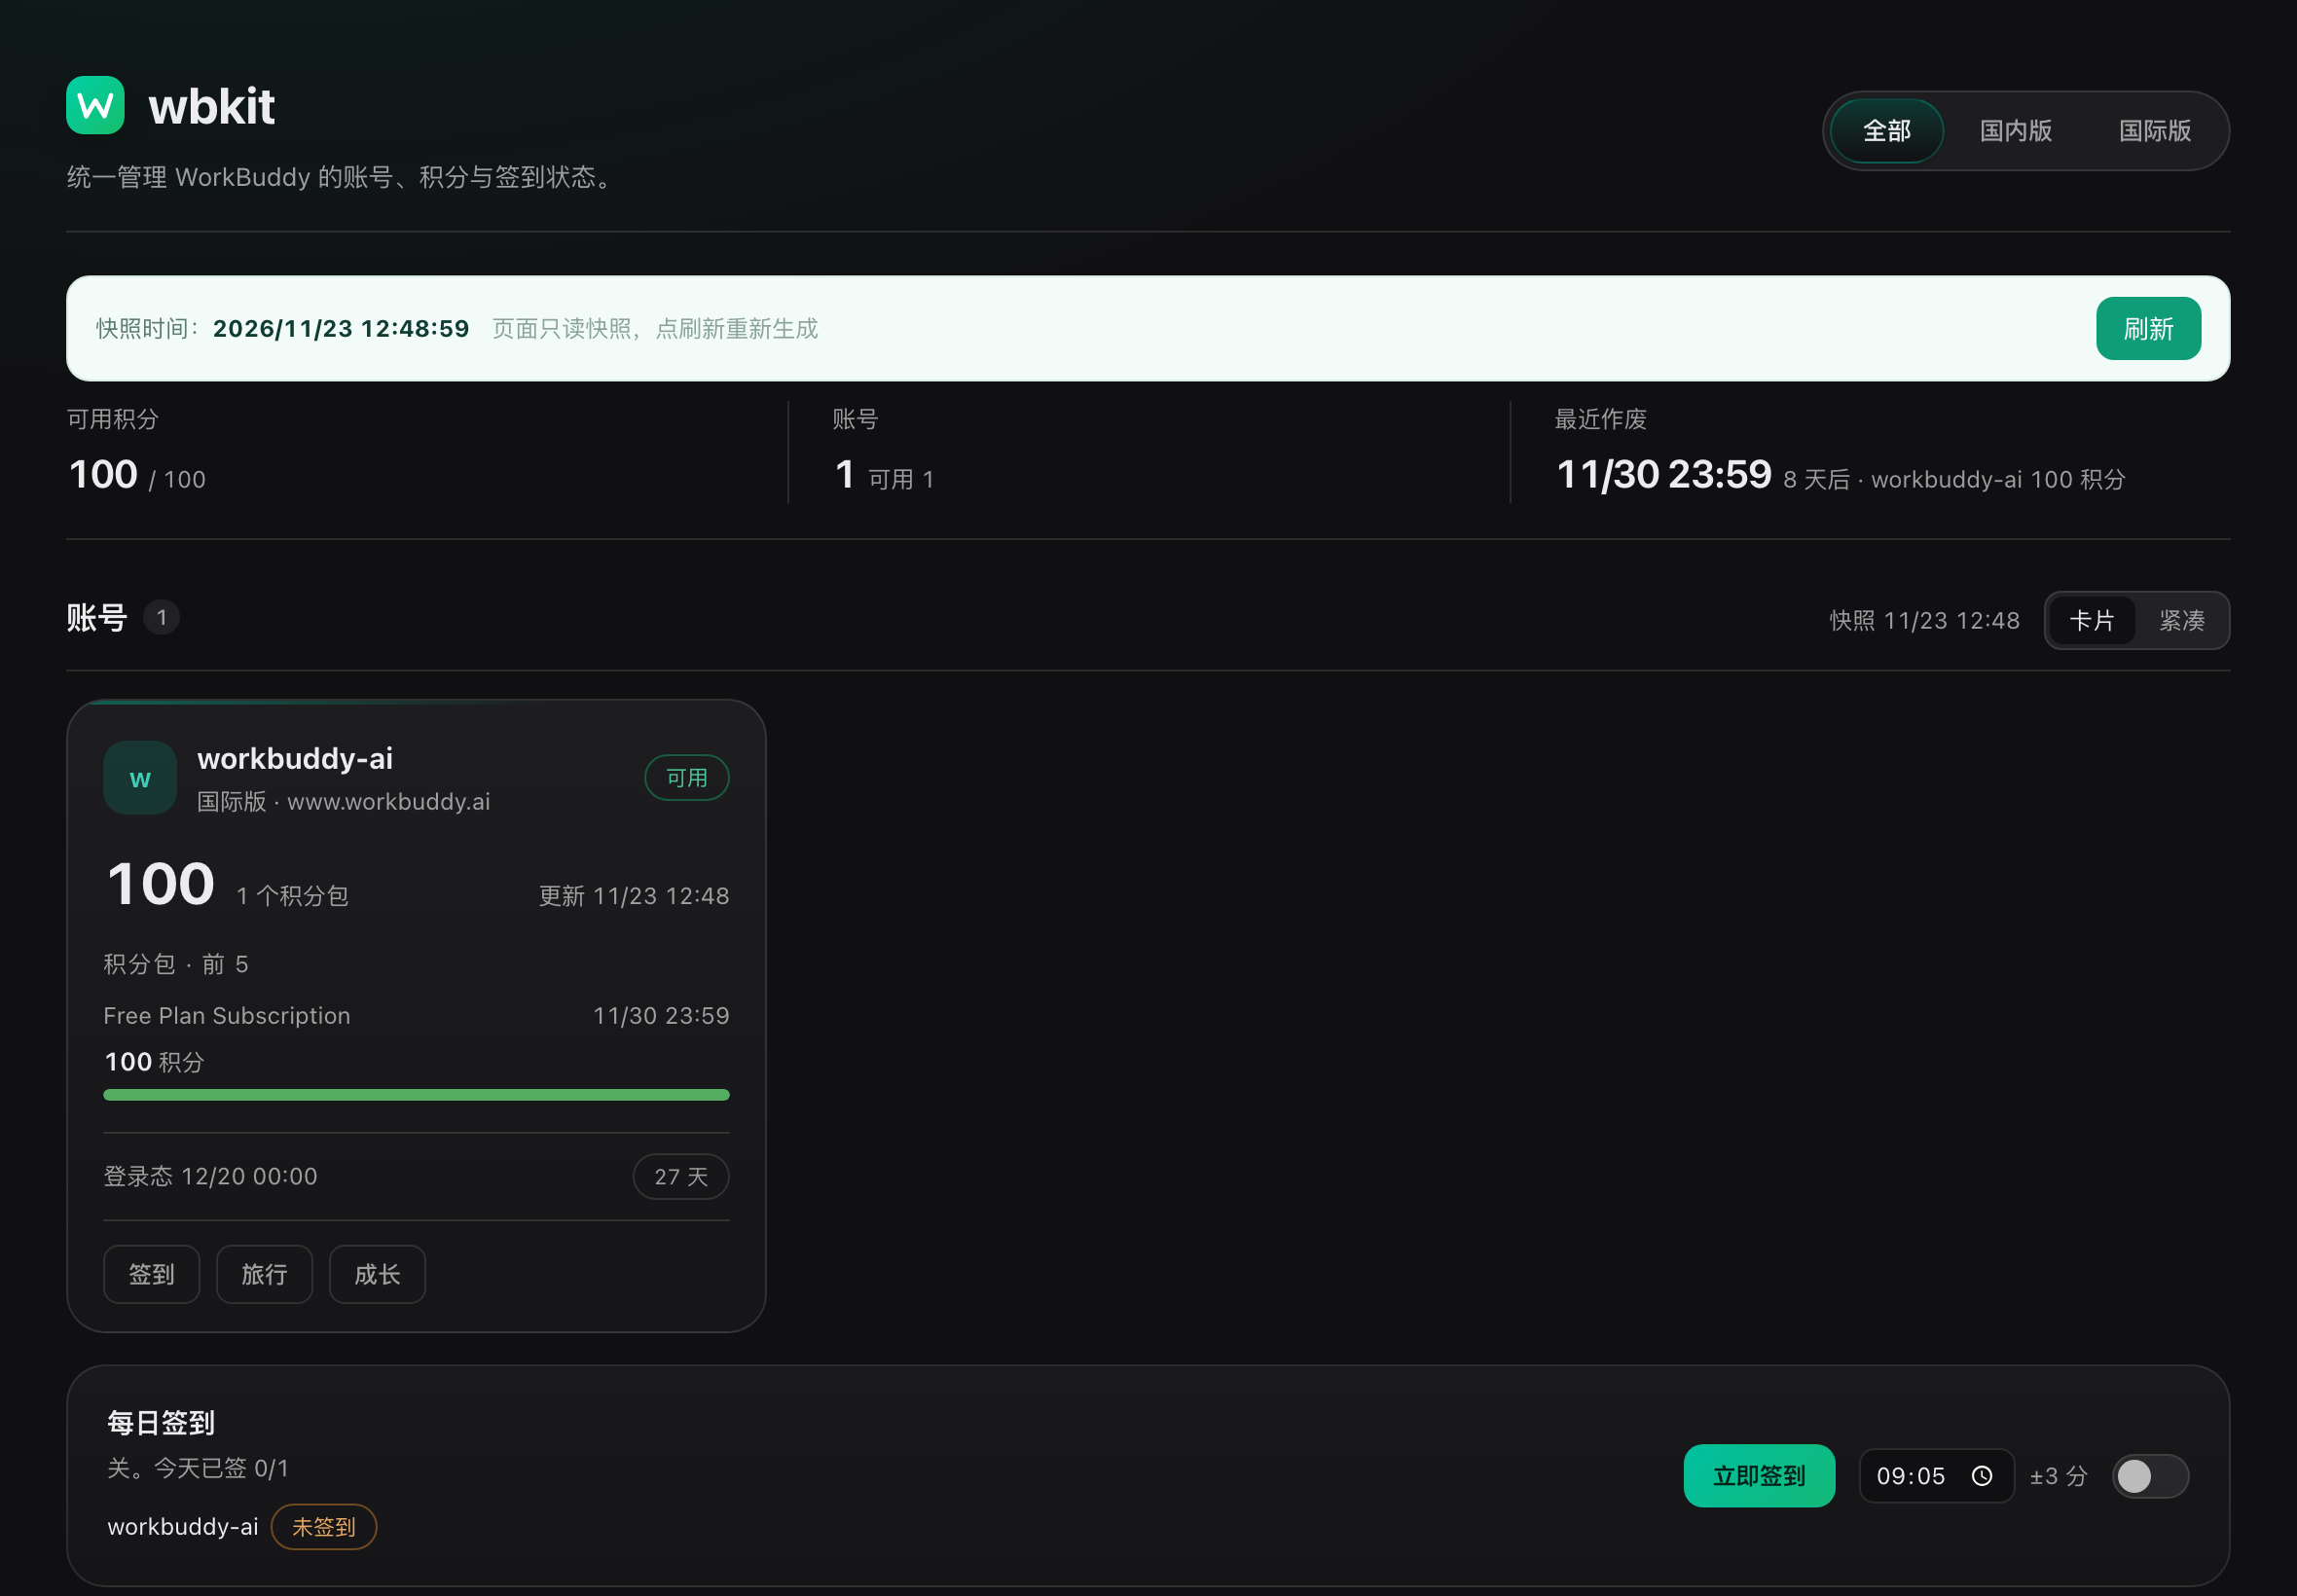 W wbkit
统一管理 WorkBuddy 的账号、积分与签到状态。
全部 国内版 国际版
快照时间： 2026/11/23 12:48:59 页面只读快照，点刷新重新生成 刷新
可用积分
100 / 100
账号
1 可用 1
最近作废
11/30 23:59 8 天后 · workbuddy-ai 100 积分
账号 1
快照 11/23 12:48 卡片 紧凑
w
workbuddy-ai
国际版 · www.workbuddy.ai
可用
100 1 个积分包 更新 11/23 12:48
积分包 · 前 5
Free Plan Subscription 11/30 23:59
100 积分
登录态 12/20 00:00 27 天
签到 旅行 成长
每日签到
关。今天已签 0/1
workbuddy-ai 未签到
立即签到 09:05 ±3 分